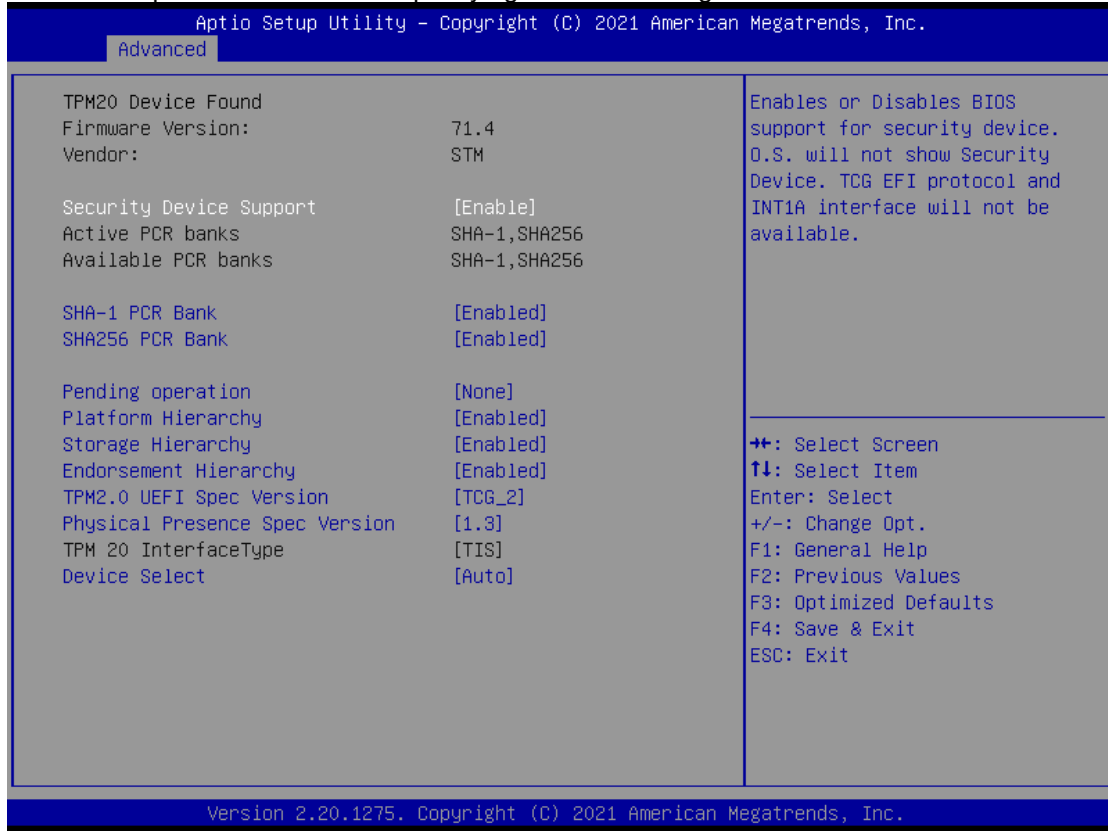 Aptio Setup Utility – Copyright (C) 2021 American Megatrends, Inc.
Advanced
TPM20 Device Found
Firmware Version: 71.4
Vendor: STM
Security Device Support [Enable]
Active PCR banks SHA-1,SHA256
Available PCR banks SHA-1,SHA256
SHA-1 PCR Bank [Enabled]
SHA256 PCR Bank [Enabled]
Pending operation [None]
Platform Hierarchy [Enabled]
Storage Hierarchy [Enabled]
Endorsement Hierarchy [Enabled]
TPM2.0 UEFI Spec Version [TCG_2]
Physical Presence Spec Version [1.3]
TPM 20 InterfaceType [TIS]
Device Select [Auto]
Enables or Disables BIOS
support for security device.
O.S. will not show Security
Device. TCG EFI protocol and
INT1A interface will not be
available.
→←: Select Screen
↑↓: Select Item
Enter: Select
+/-: Change Opt.
F1: General Help
F2: Previous Values
F3: Optimized Defaults
F4: Save & Exit
ESC: Exit
Version 2.20.1275. Copyright (C) 2021 American Megatrends, Inc.